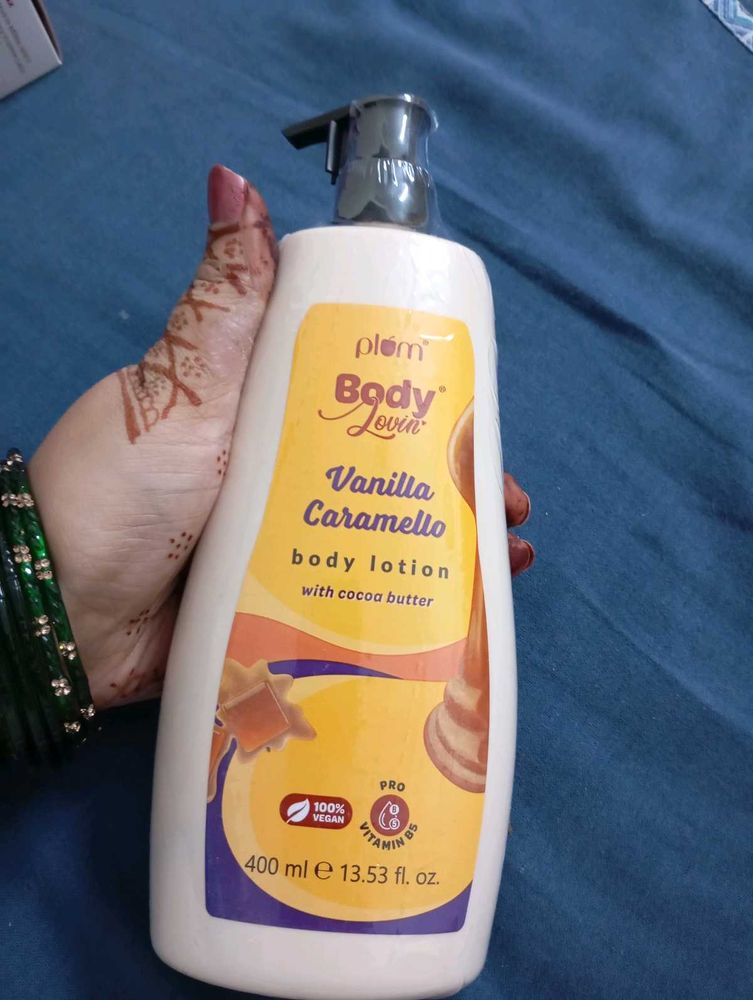 plum®
Body®
Lovin'
Vanilla
Caramello
body lotion
with cocoa butter
100%
VEGAN
PRO
B
5
VITAMIN B5
400 ml ℮ 13.53 fl. oz.